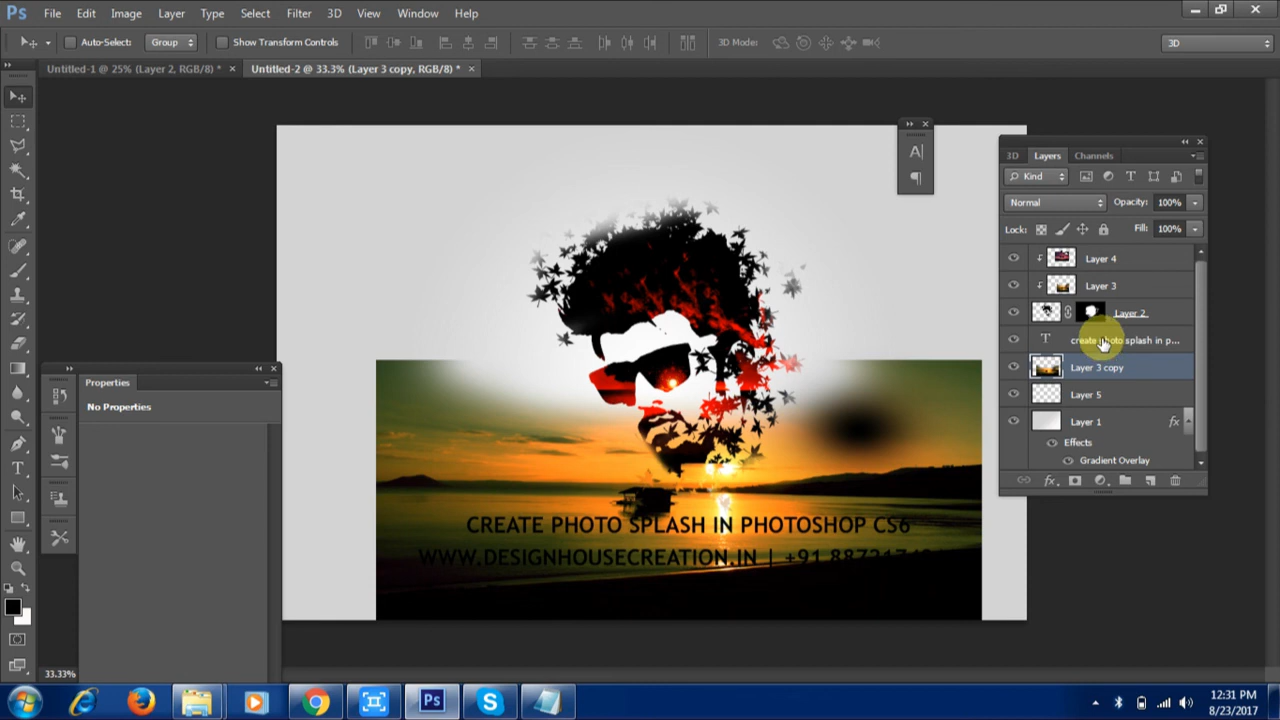 Ps File Edit Image Layer Type Select Filter 3D View Window Help
Auto-Select: Group Show Transform Controls 3D Mode: 3D
Untitled-1 @ 25% (Layer 2, RGB/8) * × Untitled-2 @ 33.3% (Layer 3 copy, RGB/8) * ×
3D Layers Channels
Kind
Normal Opacity: 100%
Lock: Fill: 100%
Layer 4
Layer 3
Layer 2
create photo splash in p...
Layer 3 copy
Layer 5
Layer 1 fx
Effects
Gradient Overlay
Properties
No Properties
CREATE PHOTO SPLASH IN PHOTOSHOP CS6
WWW.DESIGNHOUSECREATION.IN | +91
33.33%
12:31 PM
8/23/2017